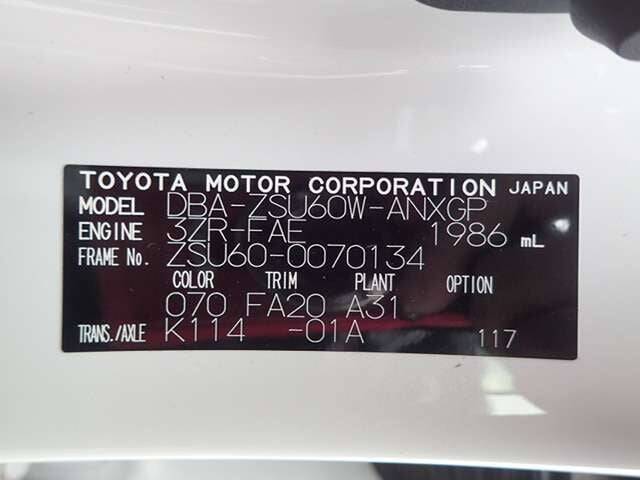 TOYOTA MOTOR CORPORATION JAPAN
MODEL DBA-ZSU60W-ANXGP
ENGINE 3ZR-FAE 1986 mL
FRAME No. ZSU60-0070134
COLOR TRIM PLANT OPTION
070 FA20 A31
TRANS./AXLE K114 -01A 117